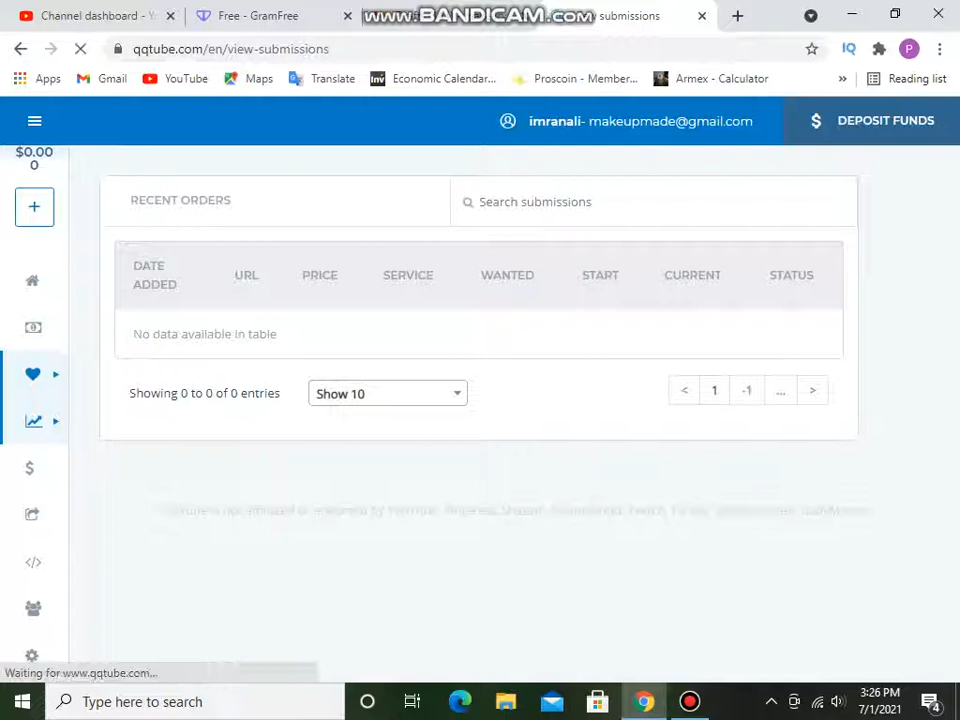 Channel dashboard - Y
Free - GramFree
www.BANDICAM.com
submissions
qqtube.com/en/view-submissions
P
Apps
Gmail
YouTube
Maps
Translate
Inv
Economic Calendar...
Proscoin - Member...
Armex - Calculator
»
Reading list
imranali- makeupmade@gmail.com
$ DEPOSIT FUNDS
$0.00
0
+
RECENT ORDERS
Search submissions
DATE
ADDED
URL
PRICE
SERVICE
WANTED
START
CURRENT
STATUS
No data available in table
Showing 0 to 0 of 0 entries
Show 10
< 1 -1 ... >
Waiting for www.qqtube.com...
Type here to search
3:26 PM
7/1/2021
4